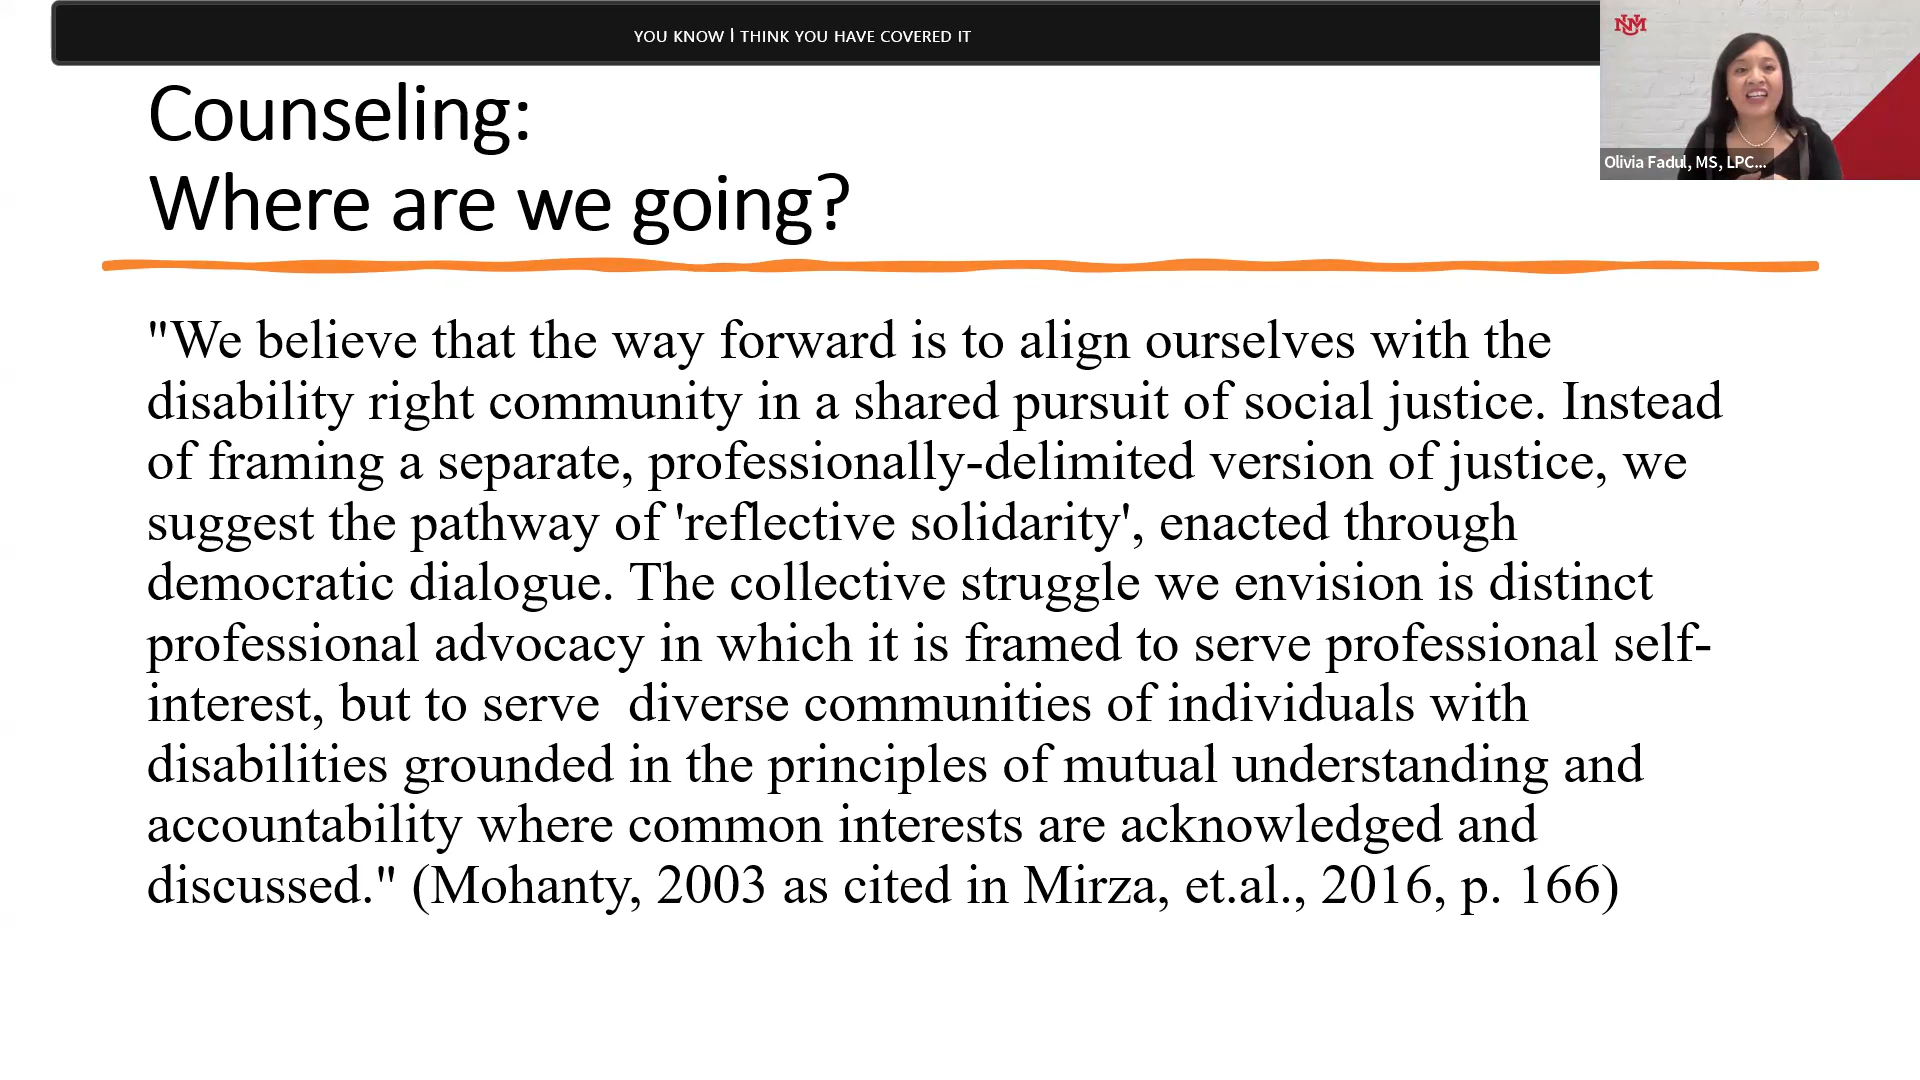 YOU KNOW I THINK YOU HAVE COVERED IT
NM
Olivia Fadul, MS, LPC...
Counseling:
Where are we going?
"We believe that the way forward is to align ourselves with the
disability right community in a shared pursuit of social justice. Instead
of framing a separate, professionally-delimited version of justice, we
suggest the pathway of 'reflective solidarity', enacted through
democratic dialogue. The collective struggle we envision is distinct
professional advocacy in which it is framed to serve professional self-
interest, but to serve  diverse communities of individuals with
disabilities grounded in the principles of mutual understanding and
accountability where common interests are acknowledged and
discussed." (Mohanty, 2003 as cited in Mirza, et.al., 2016, p. 166)